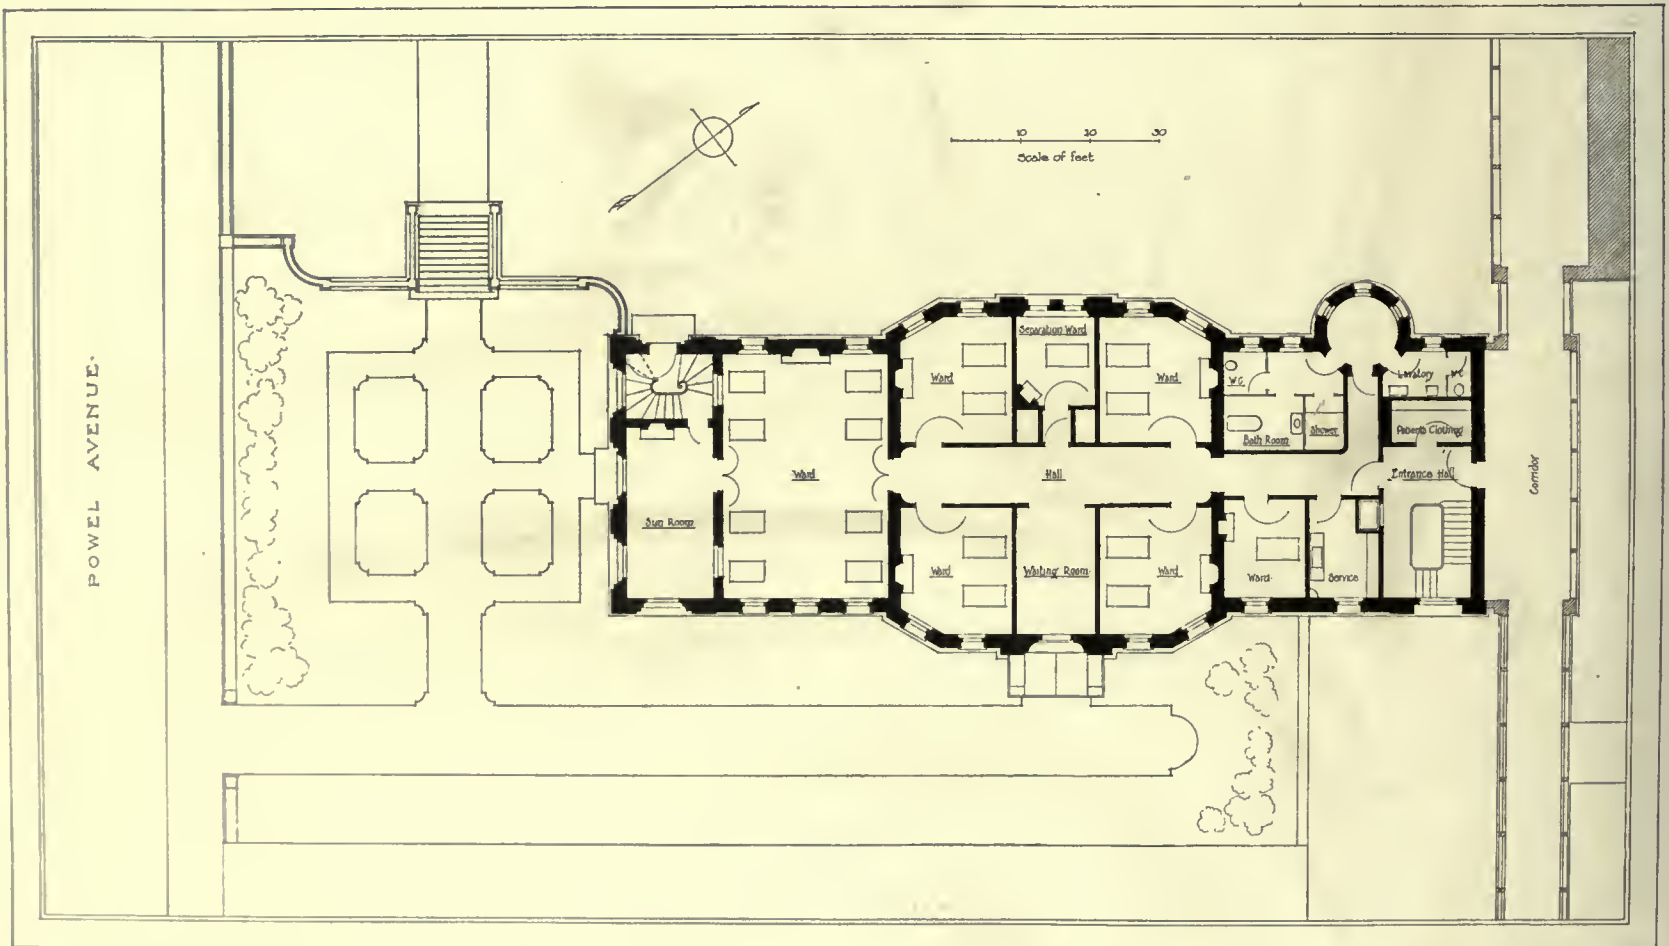 POWEL AVENUE.
10 20 30
Scale of feet
Separation Ward
Ward
Ward
W.C.
Lavatory
W.C.
Bath Room
Shower
Patients Clothing
Ward
Hall
Entrance Hall
Corridor
Sun Room
Ward
Waiting Room
Ward
Ward
Service